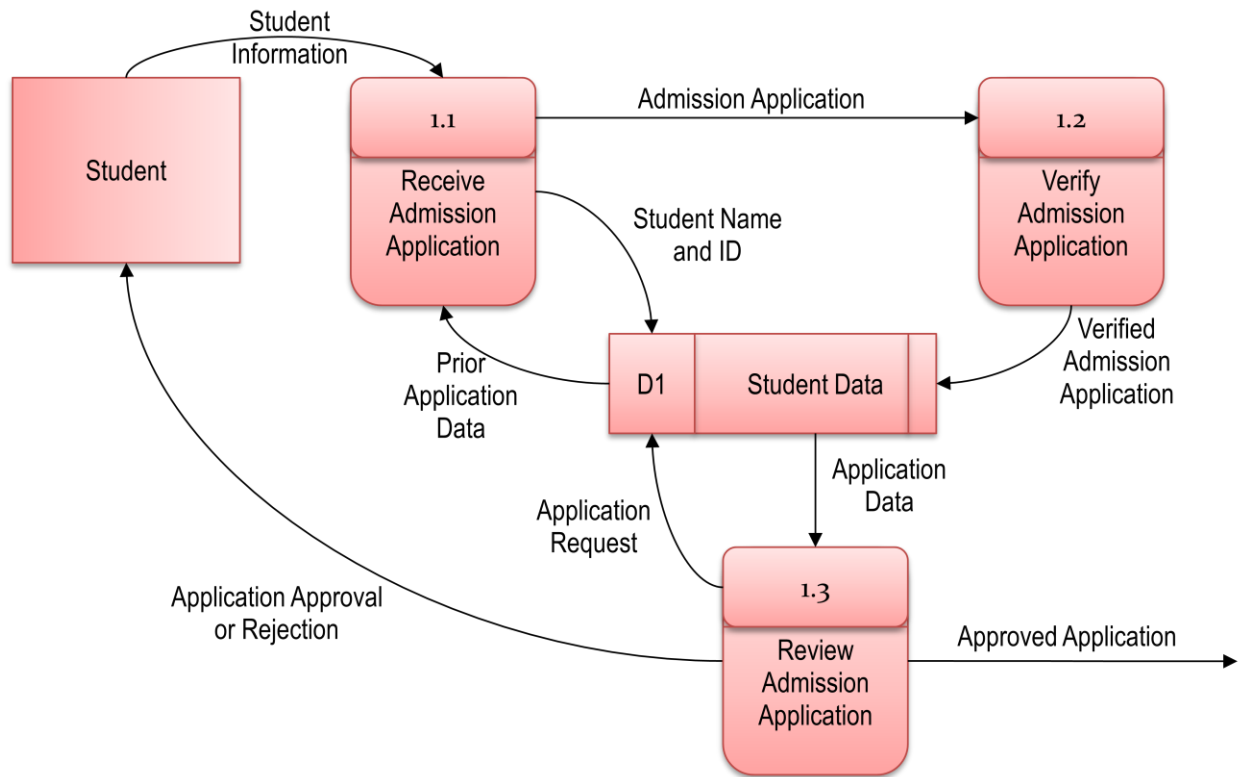 Student
Information
Student
1.1
Receive
Admission
Application
Admission Application
1.2
Verify
Admission
Application
Student Name
and ID
Prior
Application
Data
D1
Student Data
Verified
Admission
Application
Application
Request
Application
Data
1.3
Review
Admission
Application
Application Approval
or Rejection
Approved Application